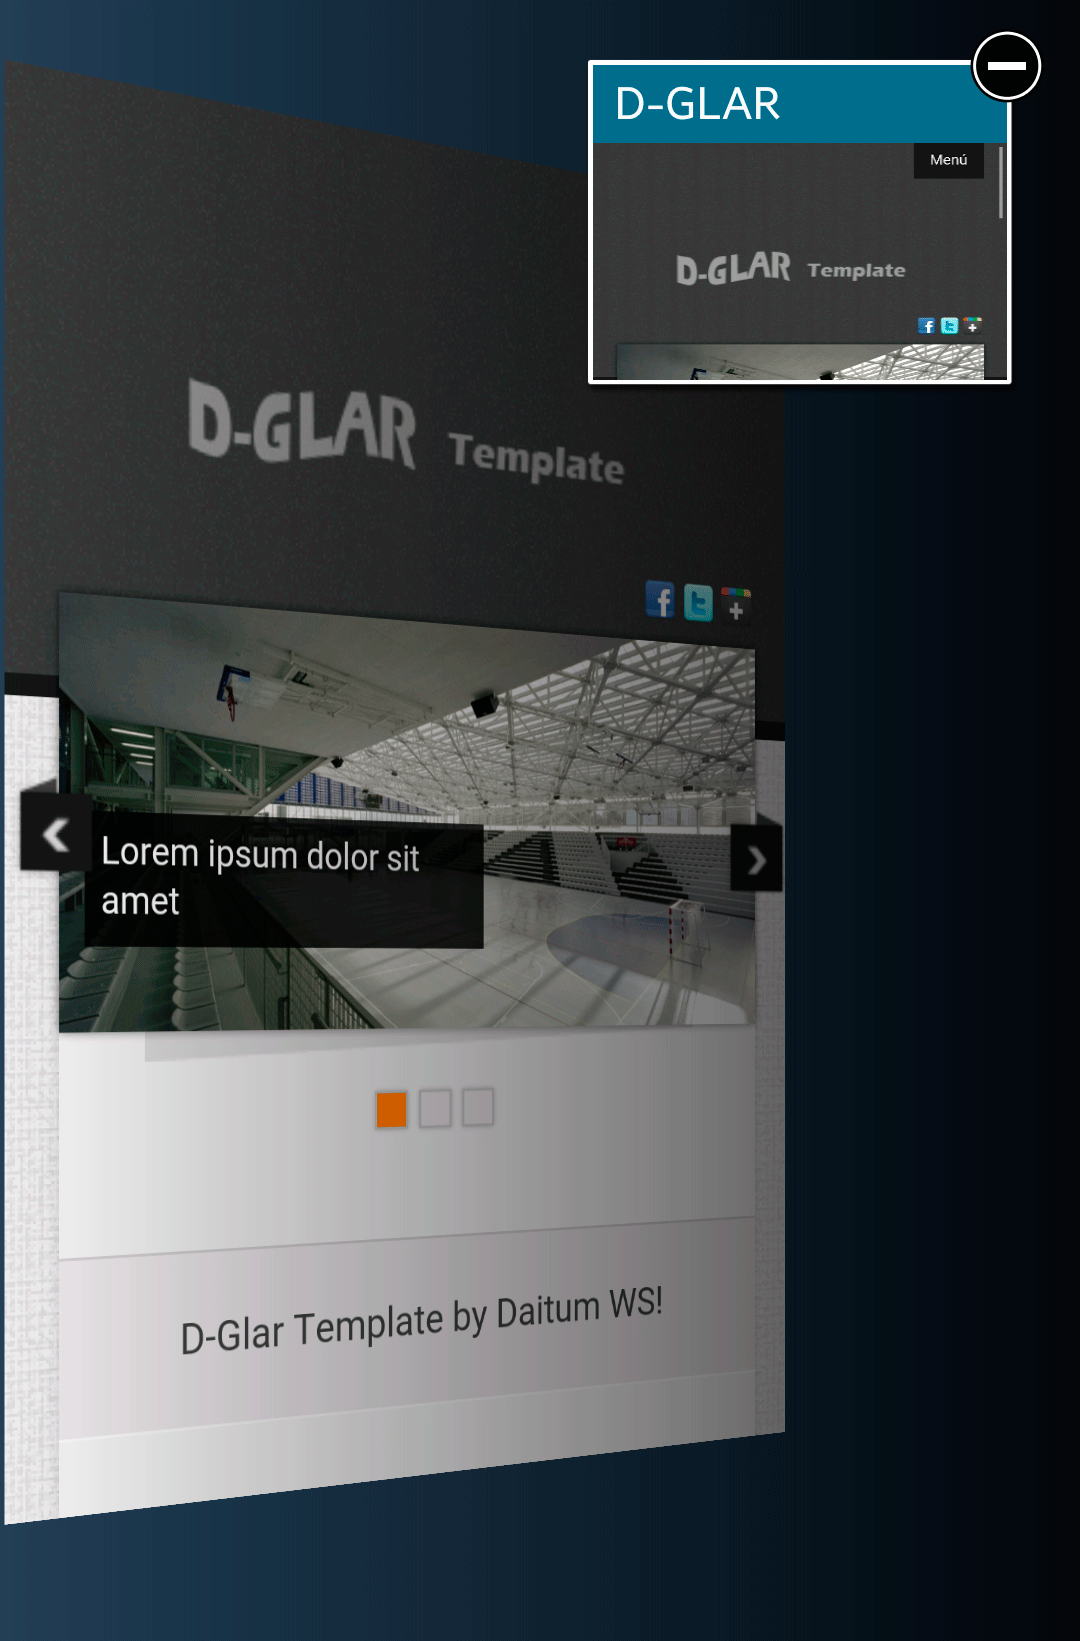 D-GLAR
Menú
D-GLAR Template
D-GLAR Template
Lorem ipsum dolor sit
amet
D-Glar Template by Daitum WS!